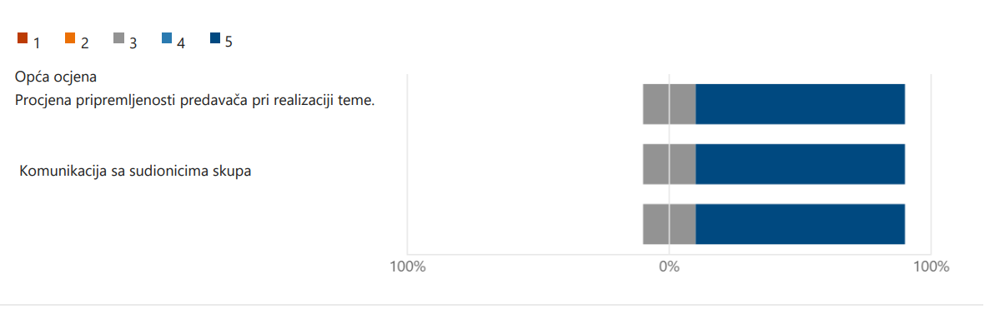 1 2 3 4 5
Opća ocjena
Procjena pripremljenosti predavača pri realizaciji teme.
Komunikacija sa sudionicima skupa
100% 0% 100%